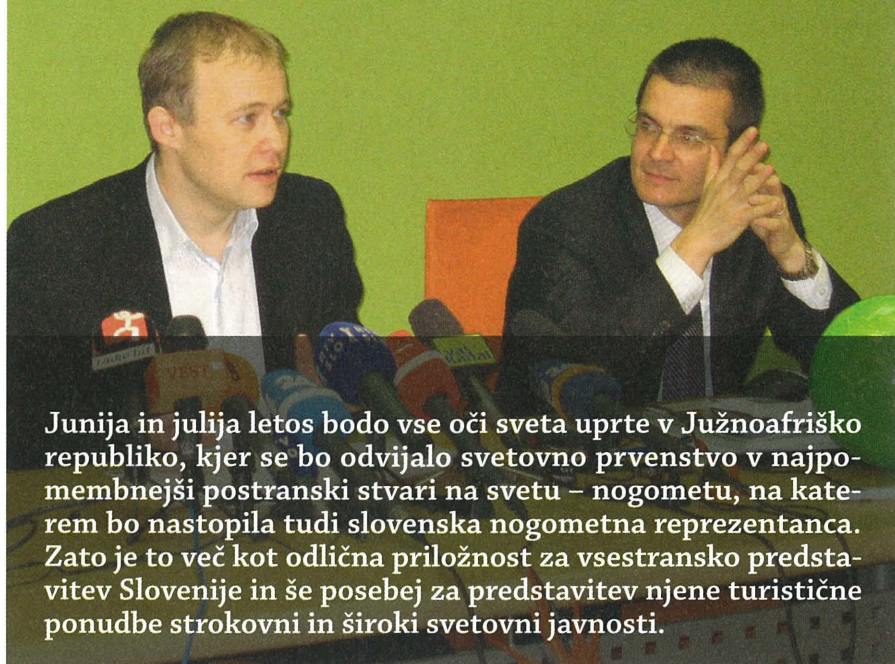 radio hit
VEST
Junija in julija letos bodo vse oči sveta uprte v Južnoafriško
republiko, kjer se bo odvijalo svetovno prvenstvo v najpo-
membnejši postranski stvari na svetu – nogometu, na kate-
rem bo nastopila tudi slovenska nogometna reprezentanca.
Zato je to več kot odlična priložnost za vsestransko predsta-
vitev Slovenije in še posebej za predstavitev njene turistične
ponudbe strokovni in široki svetovni javnosti.